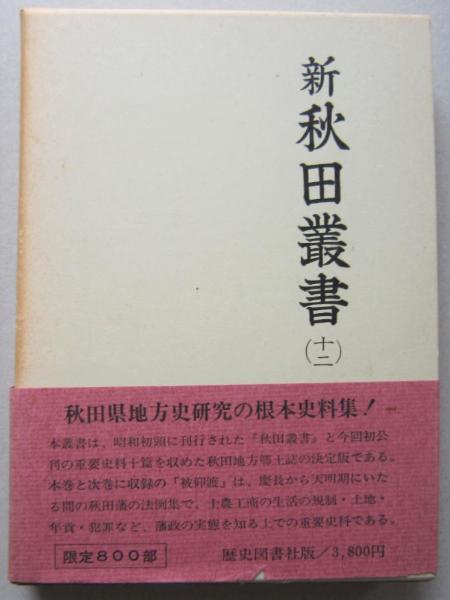 新秋田叢書
(十二)
秋田県地方史研究の根本史料集!
本叢書は、昭和初頭に刊行された『秋田叢書』と今回初公
刊の重要史料十篇を収めた秋田地方郷土誌の決定版である。
本巻と次巻に収録の「被仰渡」は、慶長から天明期にいた
る間の秋田藩の法例集で、士農工商の生活の規制・土地・
年貢・犯罪など、藩政の実態を知る上での重要史料である。
限定800部
歴史図書社版/3,800円